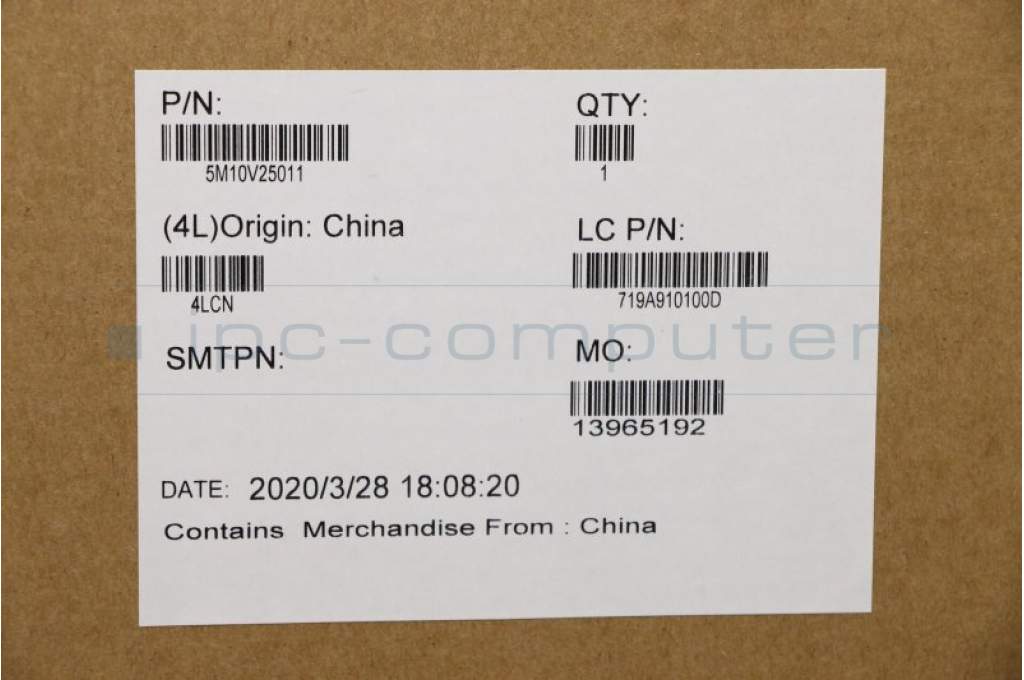 P/N:
QTY:
5M10V25011
1
(4L)Origin: China
LC P/N:
4LCN
719A910100D
ipc-computer
SMTPN:
MO:
13965192
DATE: 2020/3/28 18:08:20
Contains Merchandise From : China